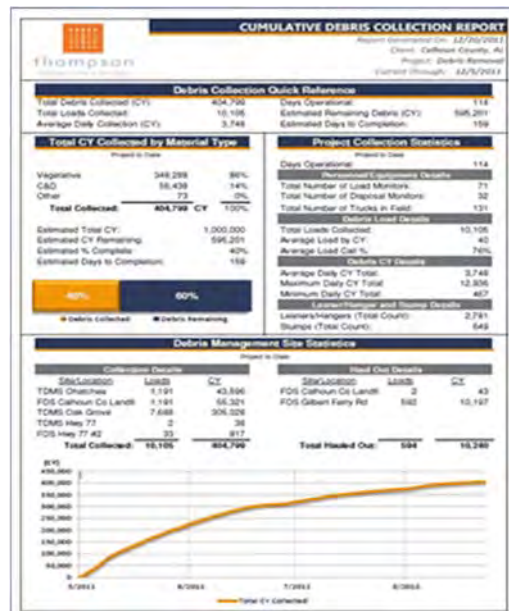 thompson
CUMULATIVE DEBRIS COLLECTION REPORT
Report Generated On: 12/20/2011
Client: Calhoun County, AL
Project: Debris Removal
Current Through: 12/5/2011
Debris Collection Quick Reference
Total Debris Collected (CY): 404,799
Total Loads Collected: 10,105
Average Daily Collection (CY): 3,748
Days Operational: 114
Estimated Remaining Debris (CY): 595,201
Estimated Days to Completion: 159
Total CY Collected by Material Type
Project to Date
Vegetative 348,288 86%
C&D 56,438 14%
Other 73 0%
Total Collected: 404,799 CY 100%
Estimated Total CY: 1,000,000
Estimated CY Remaining: 595,201
Estimated % Complete: 40%
Estimated Days to Completion: 159
40% 60%
Debris Collected Debris Remaining
Project Collection Statistics
Project to Date
Days Operational: 114
Personnel/Equipment Details
Total Number of Load Monitors: 71
Total Number of Disposal Monitors: 32
Total Number of Trucks in Field: 131
Debris Load Details
Total Loads Collected: 10,105
Average Load by CY: 40
Average Load Call %: 76%
Debris CY Details
Average Daily CY Total: 3,748
Maximum Daily CY Total: 12,936
Minimum Daily CY Total: 467
Leaner/Hanger and Stump Details
Leaners/Hangers (Total Count): 2,781
Stumps (Total Count): 649
Debris Management Site Statistics
Project to Date
Collection Details
Site/Location Loads CY
TDMS Ohatchee 1,191 43,596
FDS Calhoun Co Landfil 1,191 55,321
TDMS Oak Grove 7,688 305,028
TDMS Hwy 77 2 38
FDS Hwy 77 #2 33 817
Total Collected: 10,105 404,799
Haul Out Details
Site/Location Loads CY
FDS Calhoun Co Landfil 2 43
FDS Gilbert Ferry Rd 592 10,197
Total Hauled Out: 594 10,240
(CY)
450,000
400,000
350,000
300,000
250,000
200,000
150,000
100,000
50,000
0
5/2011 6/2011 7/2011 8/2011
Total CY Collected